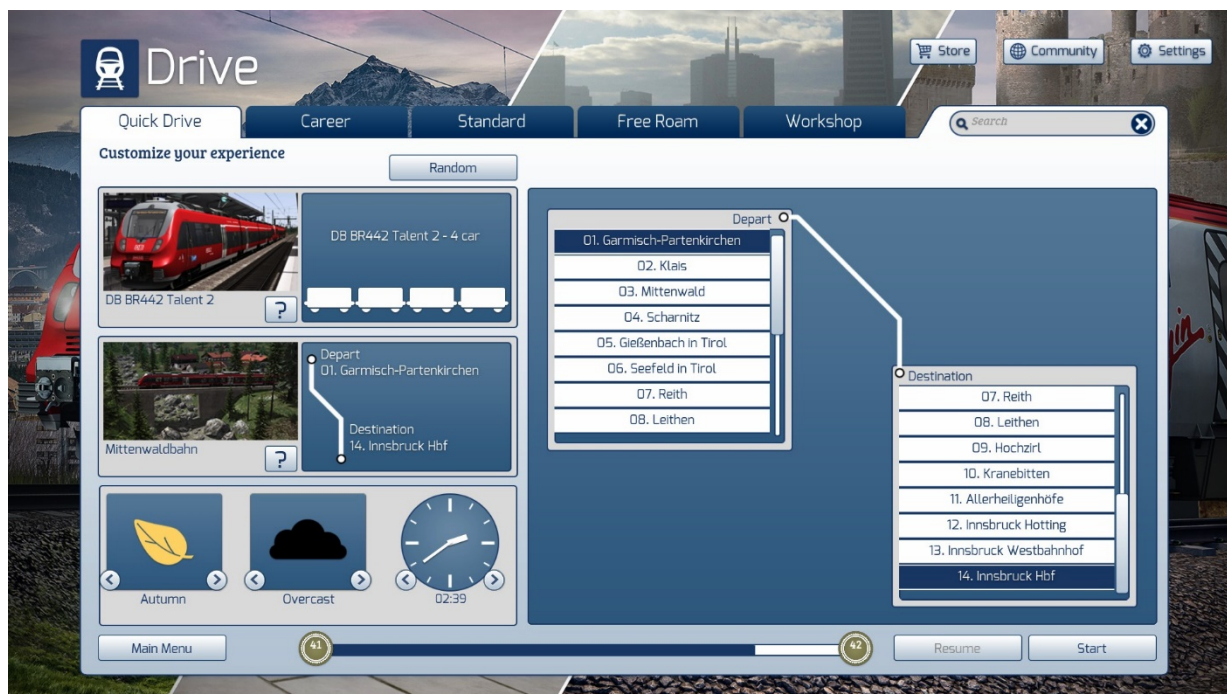 Drive
Store
Community
Settings
Quick Drive
Career
Standard
Free Roam
Workshop
Search
Customize your experience
Random
DB BR442 Talent 2
?
DB BR442 Talent 2 - 4 car
Mittenwaldbahn
?
Depart
01. Garmisch-Partenkirchen
Destination
14. Innsbruck Hbf
Autumn
Overcast
02:39
Depart
01. Garmisch-Partenkirchen
02. Klais
03. Mittenwald
04. Scharnitz
05. Gießenbach in Tirol
06. Seefeld in Tirol
07. Reith
08. Leithen
Destination
07. Reith
08. Leithen
09. Hochzirl
10. Kranebitten
11. Allerheiligenhöfe
12. Innsbruck Hotting
13. Innsbruck Westbahnhof
14. Innsbruck Hbf
Main Menu
41
42
Resume
Start